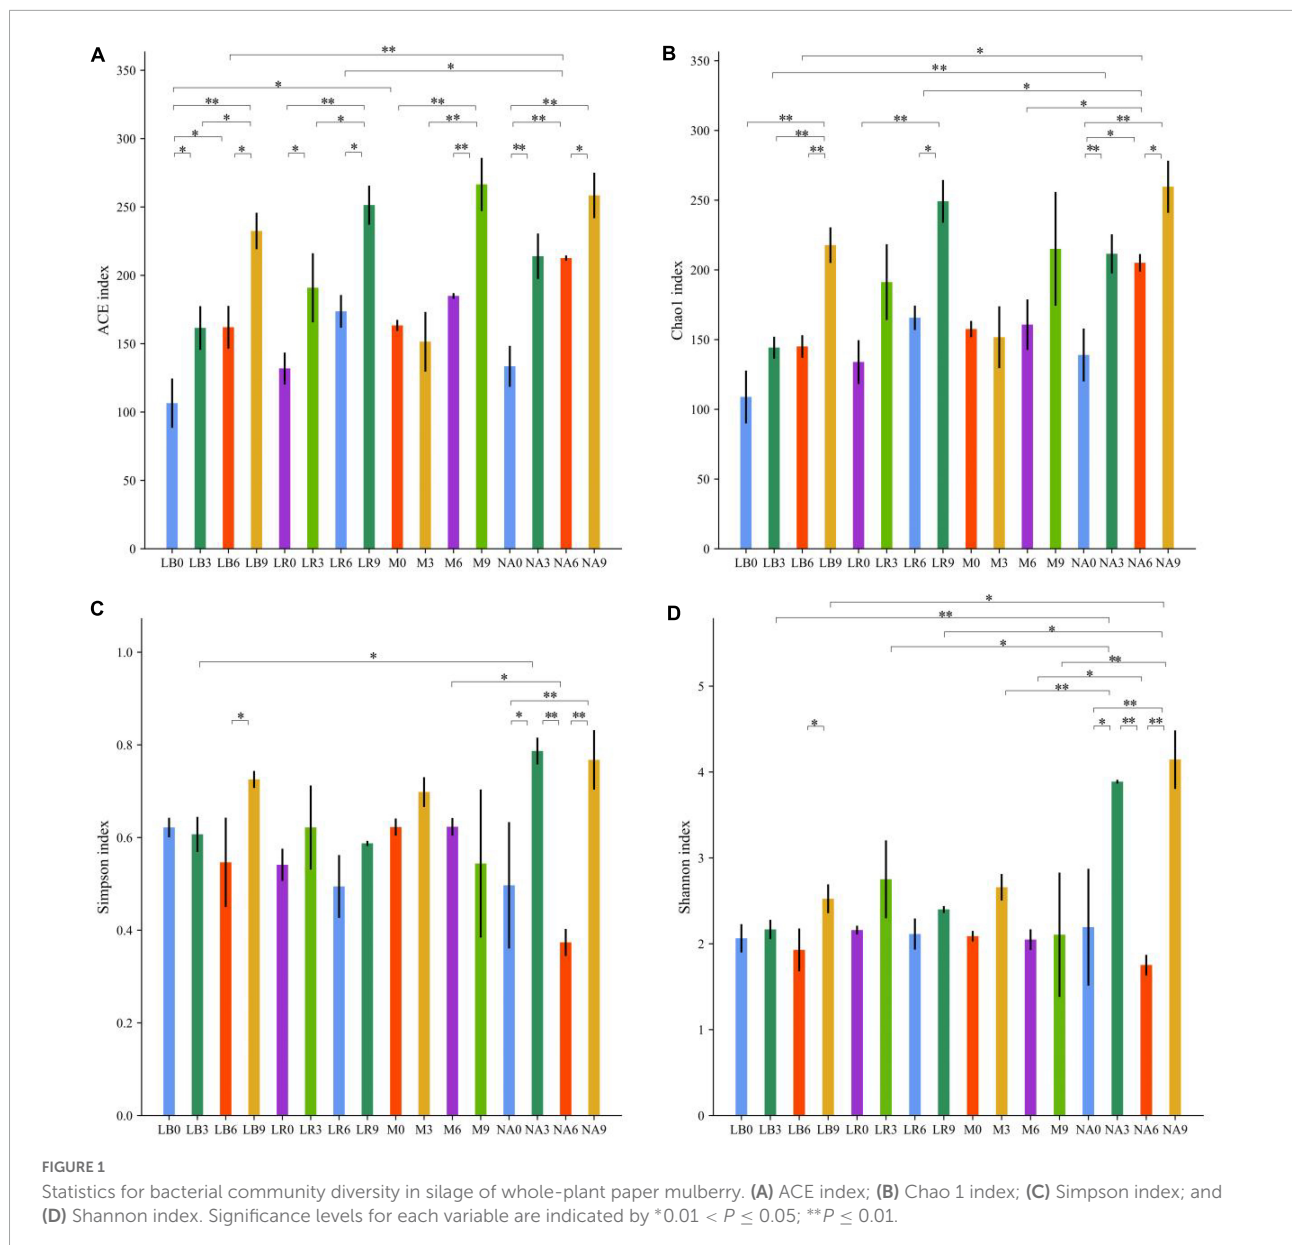 A
**
*
*
** ** ** **
* * ** **
*
* * * * ** ** *
350
300
250
200
150
100
50
0
ACE index
LB0 LB3 LB6 LB9 LR0 LR3 LR6 LR9 M0 M3 M6 M9 NA0 NA3 NA6 NA9
B
*
**
*
*
** ** **
** *
** * ** *
350
300
250
200
150
100
50
0
Chao1 index
LB0 LB3 LB6 LB9 LR0 LR3 LR6 LR9 M0 M3 M6 M9 NA0 NA3 NA6 NA9
C
*
*
**
* * ** **
1.0
0.8
0.6
0.4
0.2
0.0
Simpson index
LB0 LB3 LB6 LB9 LR0 LR3 LR6 LR9 M0 M3 M6 M9 NA0 NA3 NA6 NA9
D
*
**
*
*
**
*
**
**
* * ** **
5
4
3
2
1
0
Shannon index
LB0 LB3 LB6 LB9 LR0 LR3 LR6 LR9 M0 M3 M6 M9 NA0 NA3 NA6 NA9
FIGURE 1
Statistics for bacterial community diversity in silage of whole-plant paper mulberry. (A) ACE index; (B) Chao 1 index; (C) Simpson index; and
(D) Shannon index. Significance levels for each variable are indicated by *0.01 < P ≤ 0.05; **P ≤ 0.01.